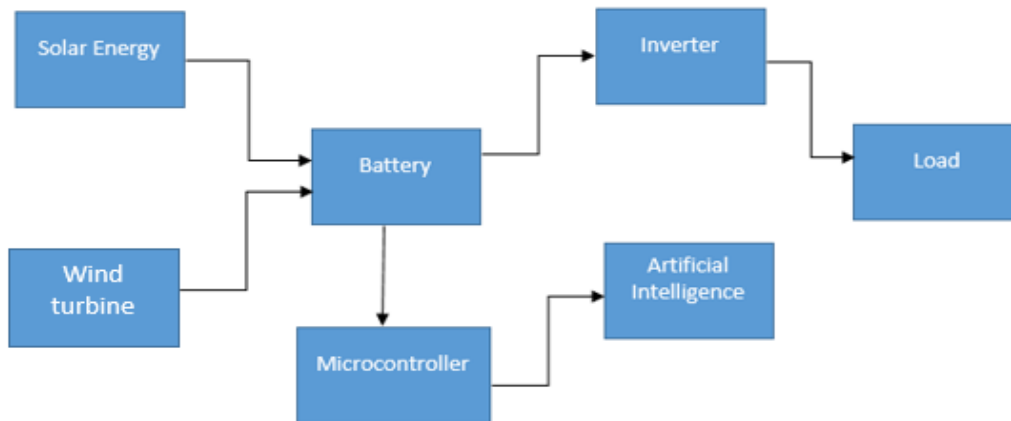 Solar Energy
Inverter
Battery
Load
Wind
turbine
Artificial
Intelligence
Microcontroller